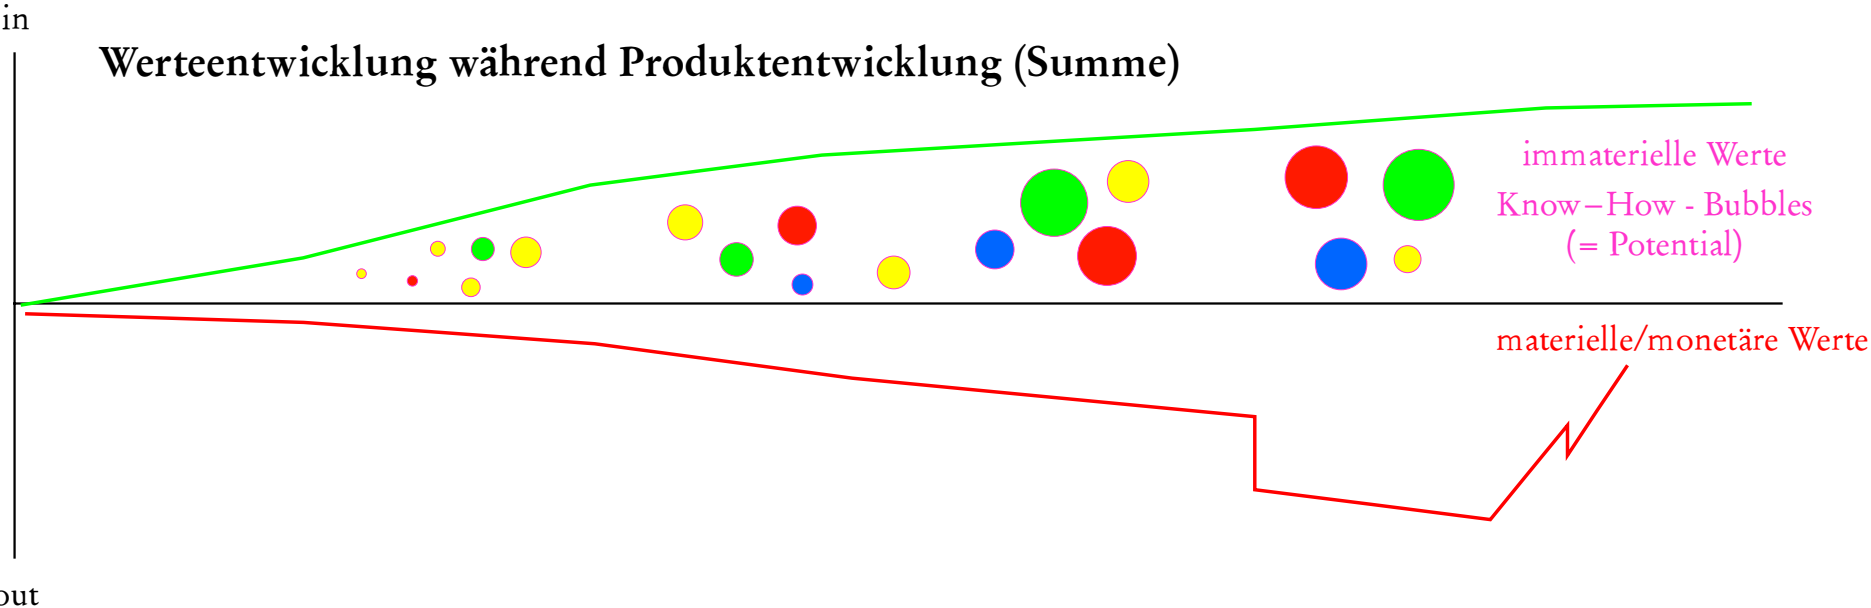 in
Werteentwicklung während Produktentwicklung (Summe)
immaterielle Werte
Know–How - Bubbles
(= Potential)
materielle/monetäre Werte
out